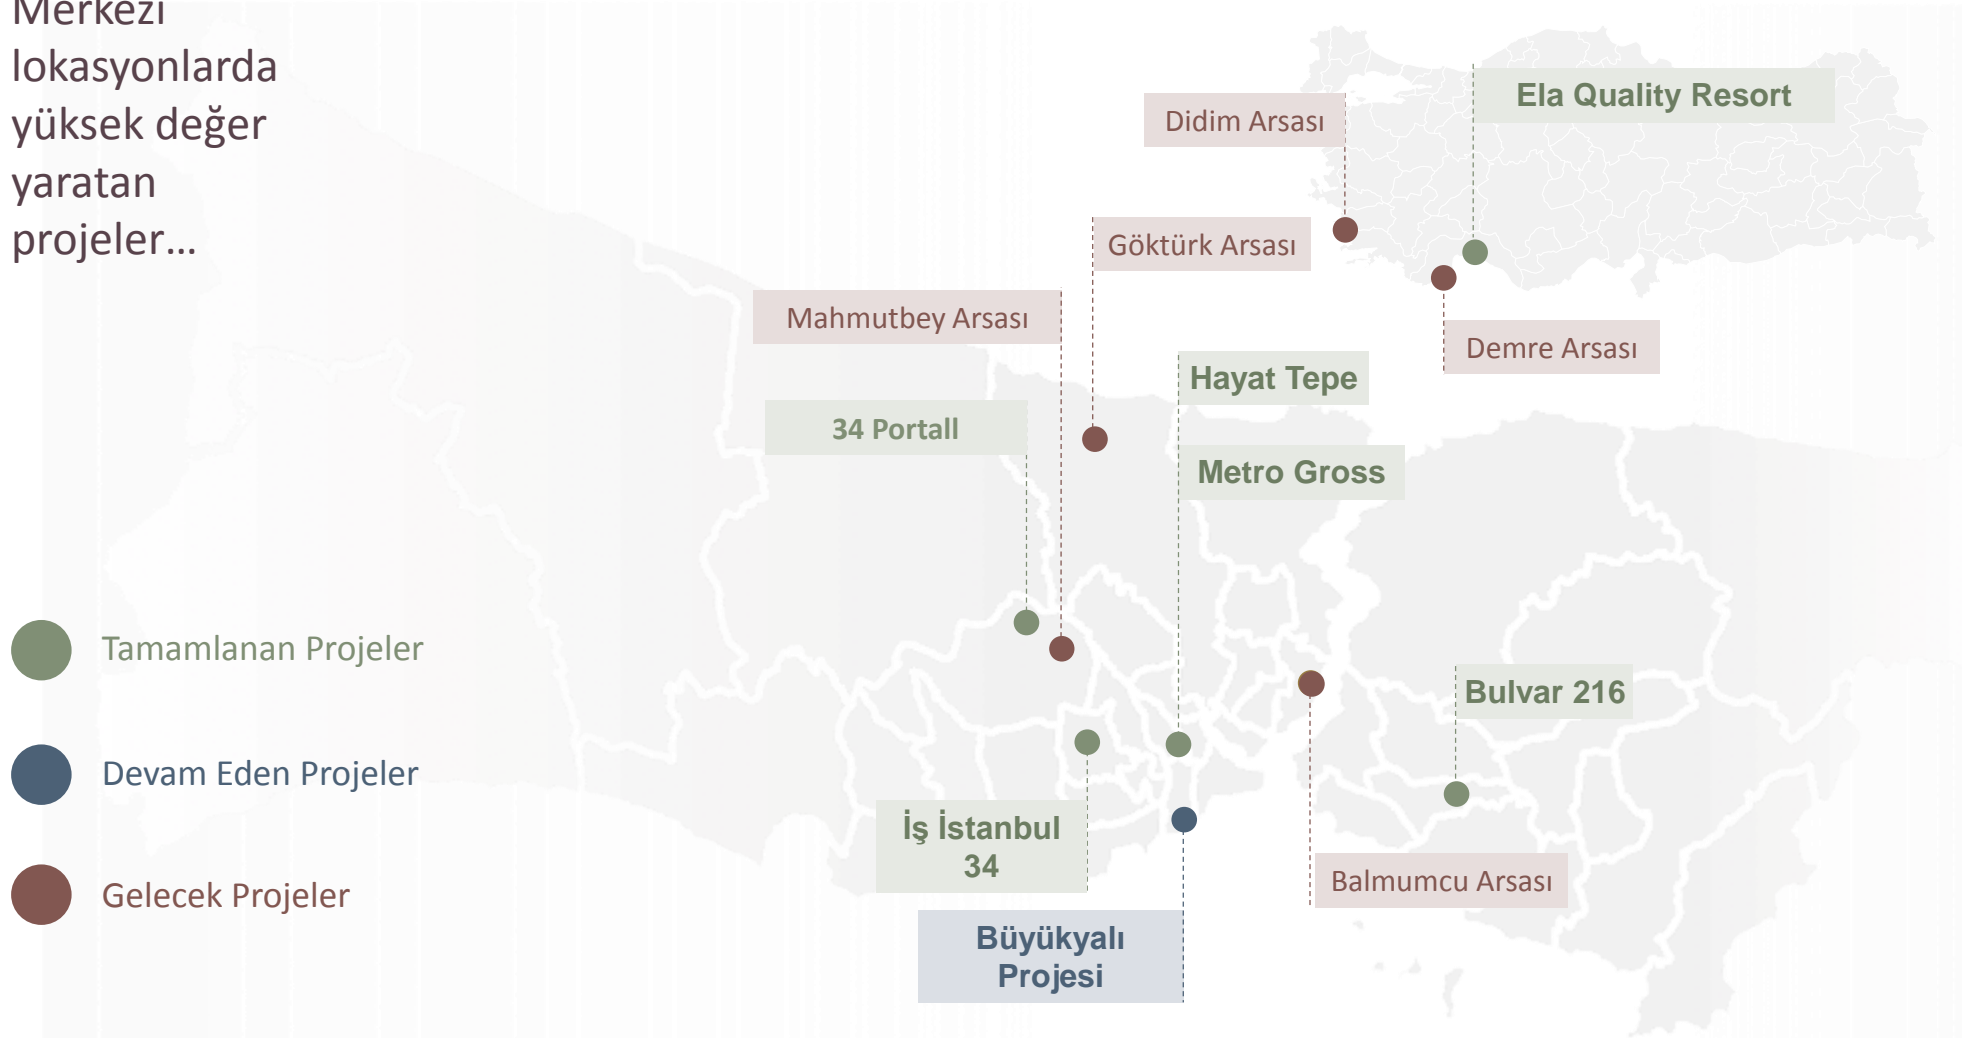 Merkezi
lokasyonlarda
yüksek değer
yaratan
projeler…
Ela Quality Resort
Didim Arsası
Göktürk Arsası
Mahmutbey Arsası
Demre Arsası
Hayat Tepe
34 Portall
Metro Gross
Tamamlanan Projeler
Bulvar 216
Devam Eden Projeler
İş İstanbul
34
Balmumcu Arsası
Gelecek Projeler
Büyükyalı
Projesi